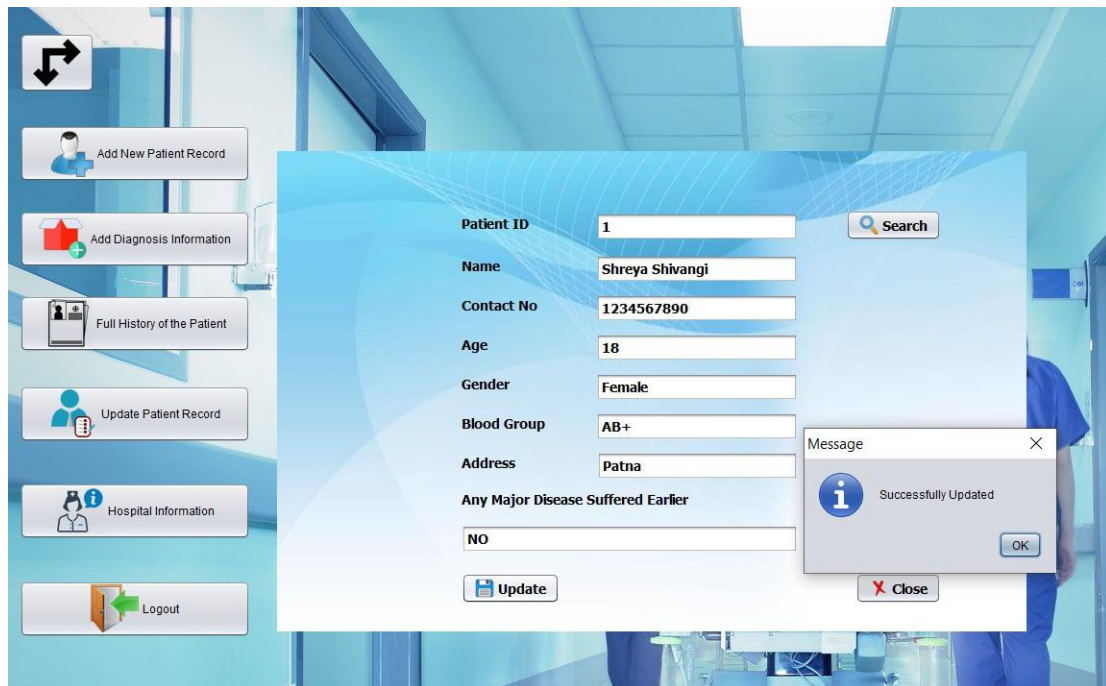 Add New Patient Record
Add Diagnosis Information
Full History of the Patient
Update Patient Record
Hospital Information
Logout
Patient ID
1
Search
Name
Shreya Shivangi
Contact No
1234567890
Age
18
Gender
Female
Blood Group
AB+
Address
Patna
Any Major Disease Suffered Earlier
NO
Update
Close
Message
Successfully Updated
OK